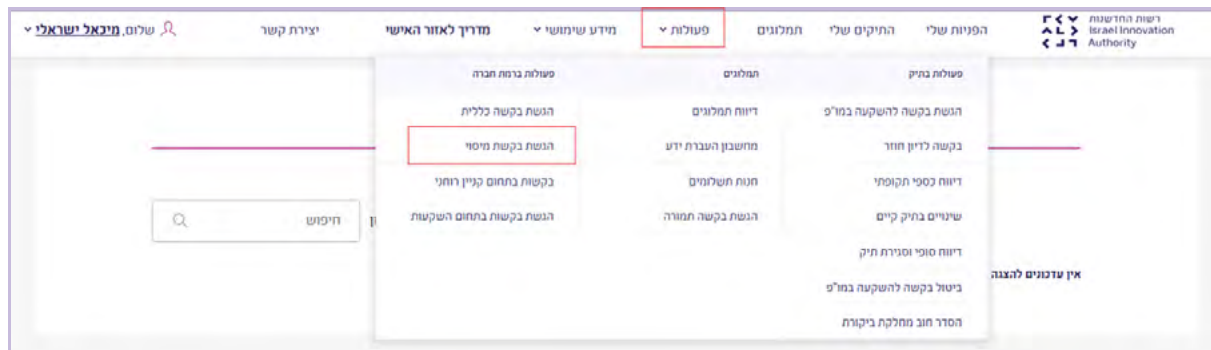 רשות החדשנות
Israel Innovation
Authority
הפניות שלי
התיקים שלי
תמלוגים
פעולות
מידע שימושי
מדריך לאזור האישי
יצירת קשר
שלום, מיכאל ישראלי
פעולות בתיק
הגשת בקשה להשקעה במו"פ
בקשה לדיון חוזר
דיווח כספי תקופתי
שינויים בתיק קיים
דיווח סופי וסגירת תיק
ביטול בקשה להשקעה במו"פ
הסדר חוב מחלקת ביקורת
תמלוגים
דיווח תמלוגים
מחשבון העברת ידע
חנות תשלומים
הגשת בקשה תמורה
פעולות ברמת חברה
הגשת בקשה כללית
הגשת בקשת מיסוי
בקשות בתחום קניין רוחני
הגשת בקשות בתחום השקעות
חיפוש
אין עדכונים להצגה